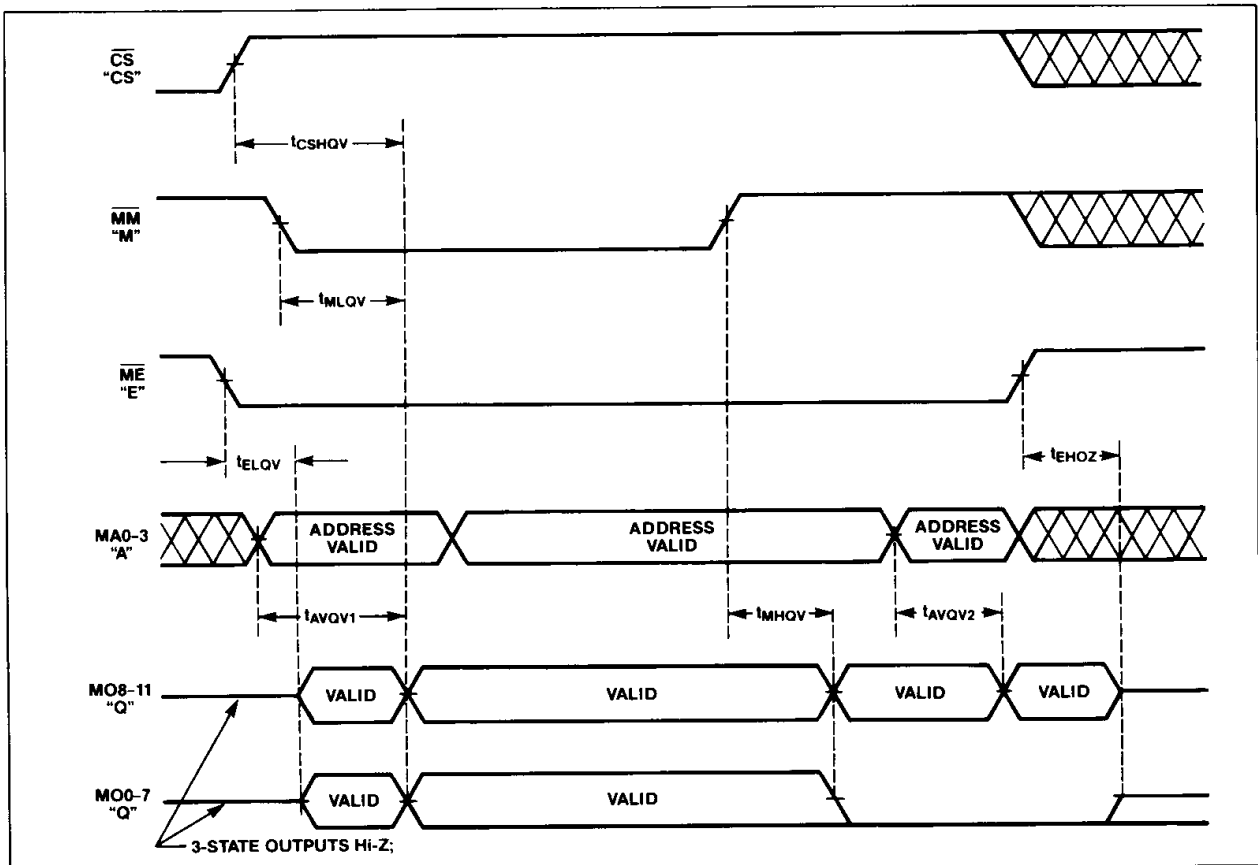 CS
"CS"
tCSHQV
MM
"M"
tMLQV
ME
"E"
tELQV
tEHOZ
MA0-3
"A"
ADDRESS
VALID
ADDRESS
VALID
ADDRESS
VALID
tAVQV1
tMHQV
tAVQV2
MO8-11
"Q"
VALID
VALID
VALID
VALID
MO0-7
"Q"
VALID
VALID
3-STATE OUTPUTS Hi-Z;